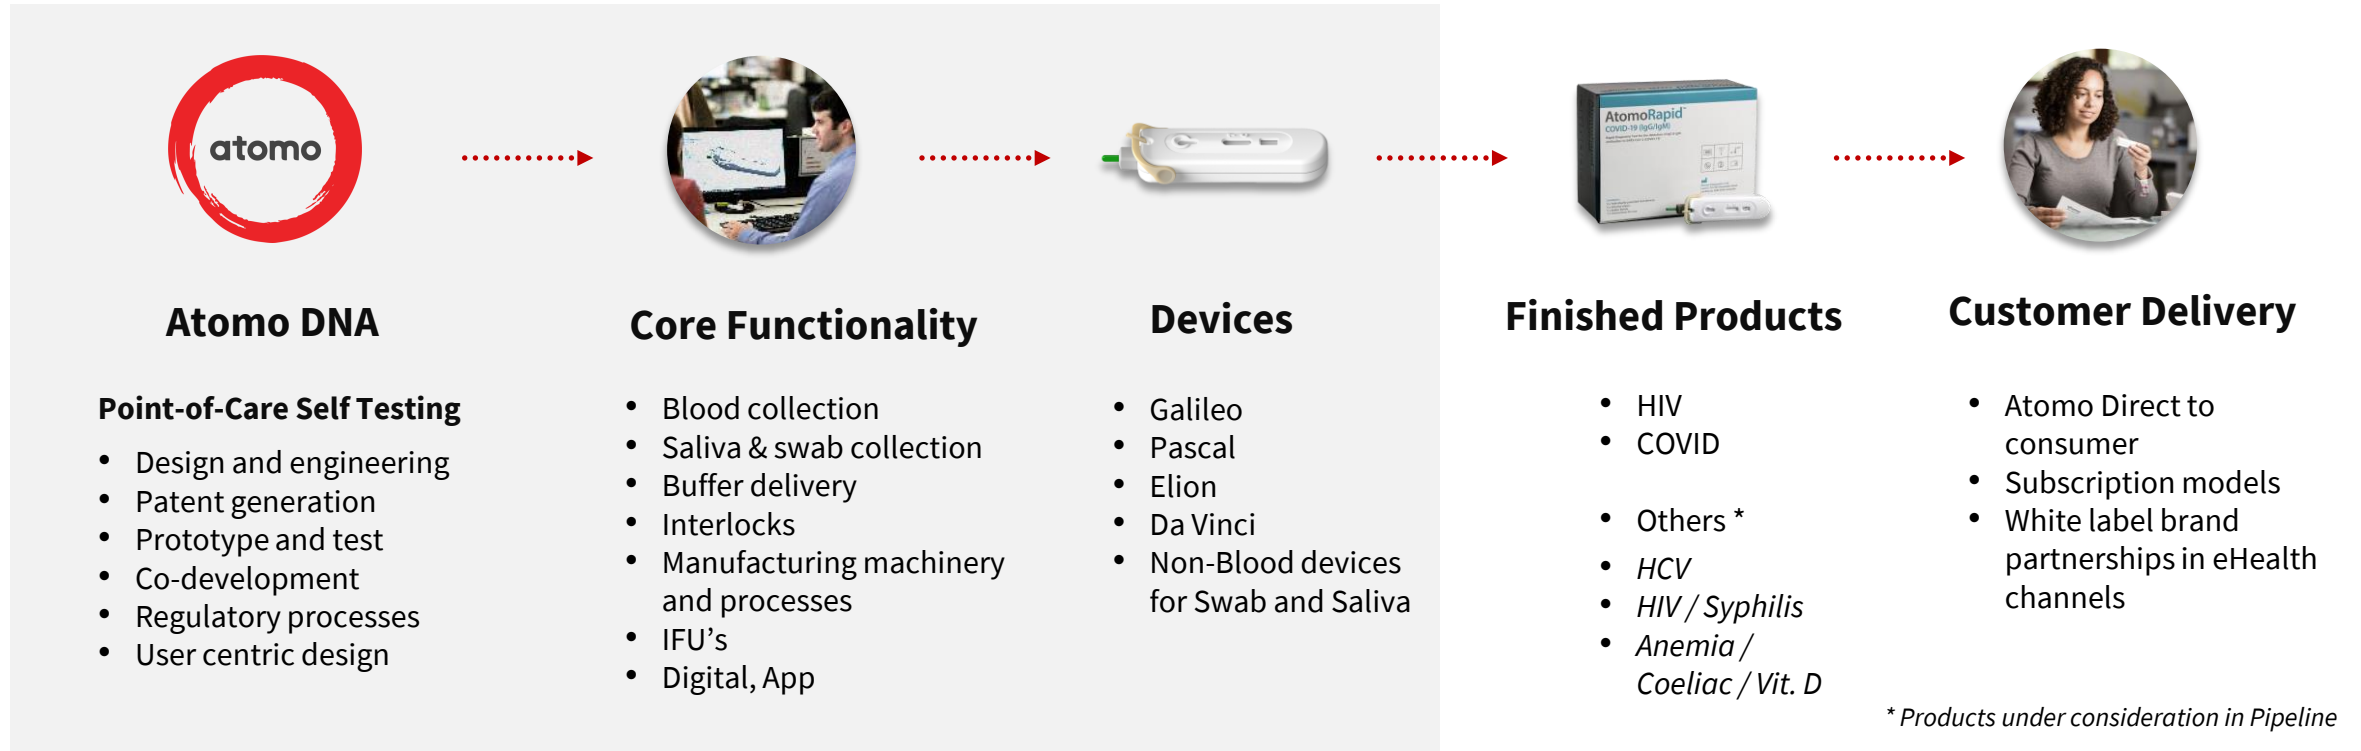 atomo
AtomoRapid™
COVID-19 (IgG/IgM)
Atomo DNA
Point-of-Care Self Testing
• Design and engineering
• Patent generation
• Prototype and test
• Co-development
• Regulatory processes
• User centric design
Core Functionality
• Blood collection
• Saliva & swab collection
• Buffer delivery
• Interlocks
• Manufacturing machinery
and processes
• IFU’s
• Digital, App
Devices
• Galileo
• Pascal
• Elion
• Da Vinci
• Non-Blood devices
for Swab and Saliva
Finished Products
• HIV
• COVID
• Others *
• HCV
• HIV / Syphilis
• Anemia /
Coeliac / Vit. D
Customer Delivery
• Atomo Direct to
consumer
• Subscription models
• White label brand
partnerships in eHealth
channels
* Products under consideration in Pipeline